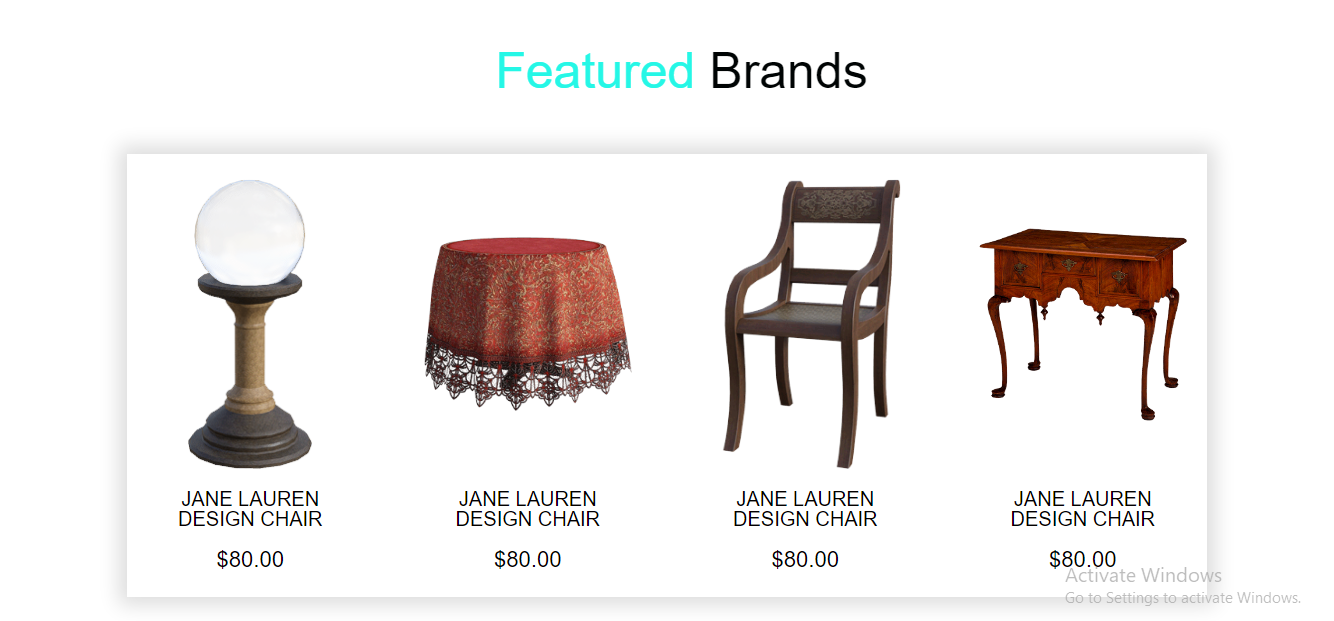 Featured Brands
JANE LAUREN
DESIGN CHAIR
$80.00
JANE LAUREN
DESIGN CHAIR
$80.00
JANE LAUREN
DESIGN CHAIR
$80.00
JANE LAUREN
DESIGN CHAIR
$80.00
Activate Windows
Go to Settings to activate Windows.